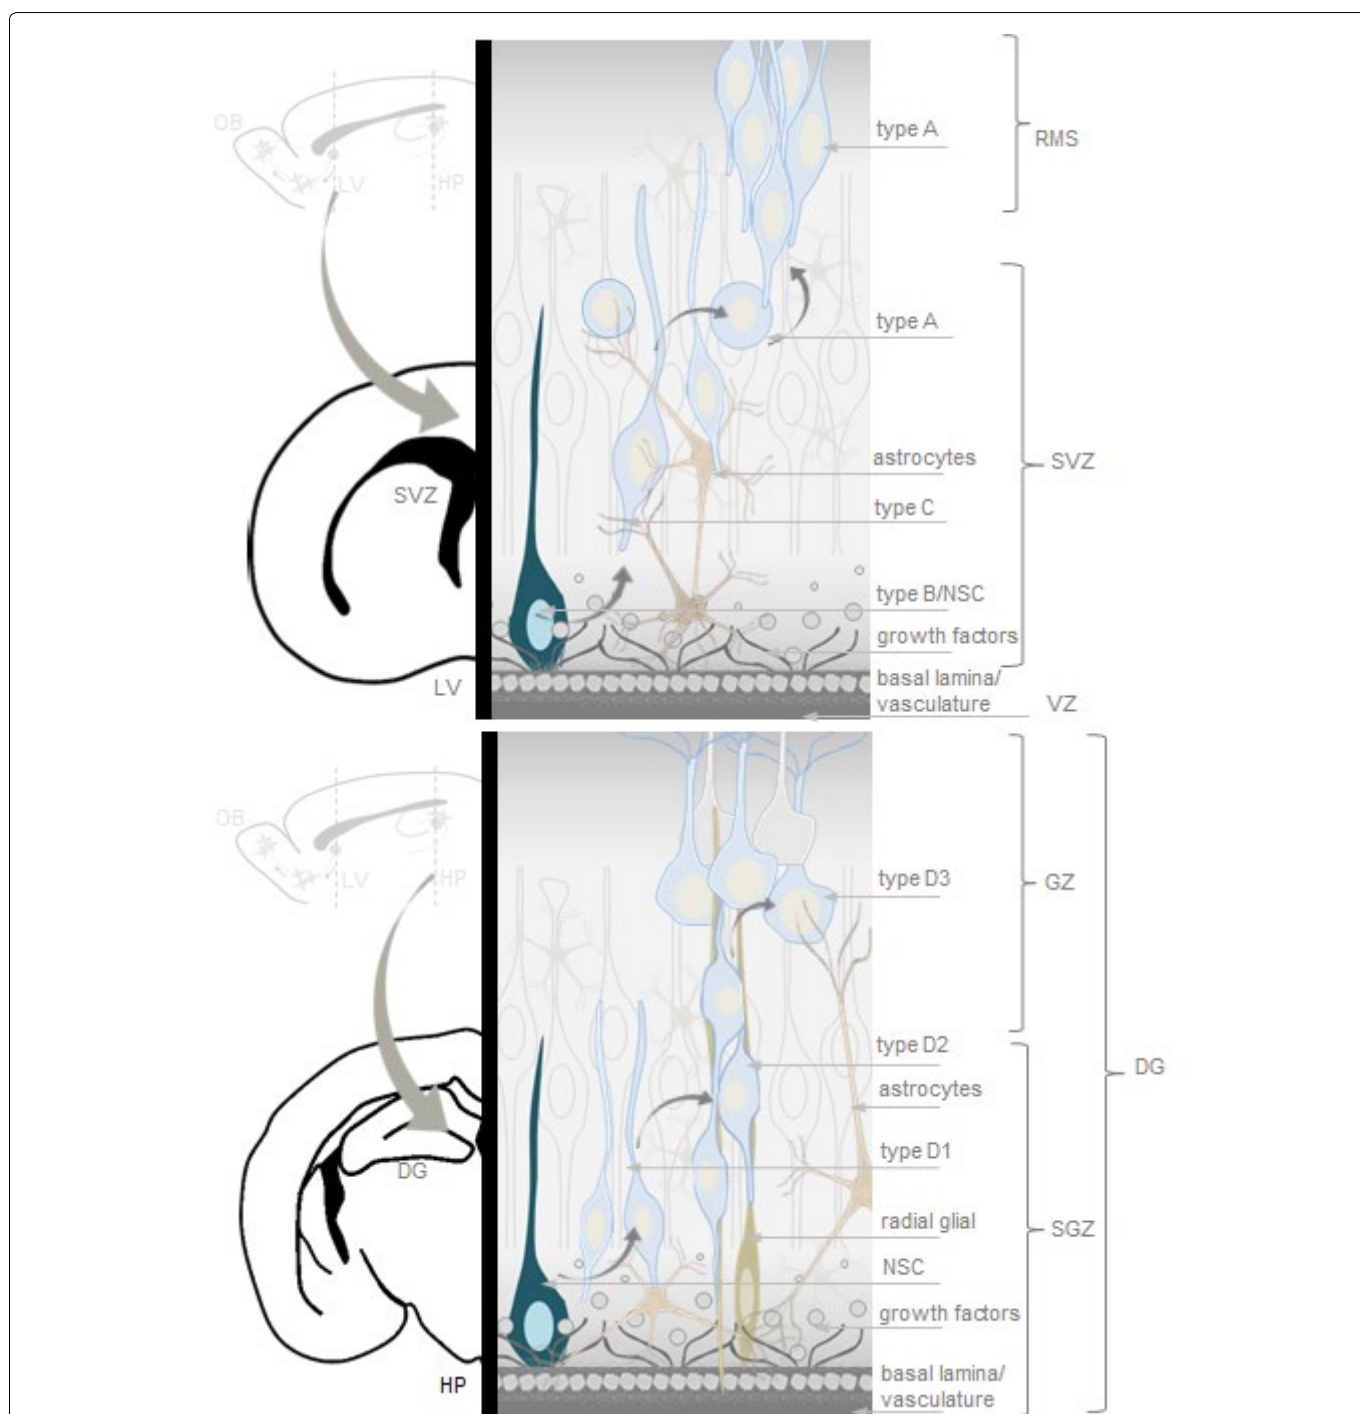 OB
LV
HP
SVZ
LV
type A
RMS
type A
astrocytes
SVZ
type C
type B/NSC
growth factors
basal lamina/
vasculature
VZ
OB
LV
HP
DG
HP
type D3
GZ
type D2
astrocytes
DG
type D1
radial glial
SGZ
NSC
growth factors
basal lamina/
vasculature